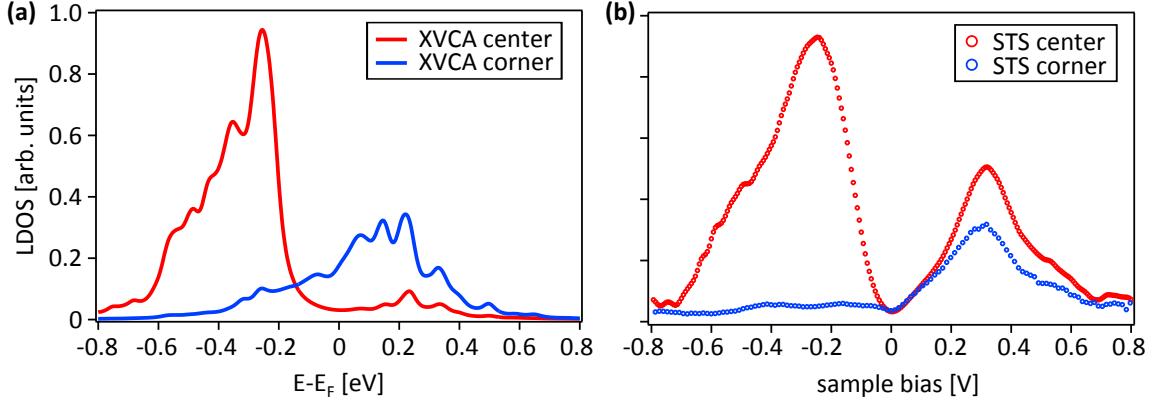 (a)
LDOS [arb. units]
1.0
0.8
0.6
0.4
0.2
0
XVCA center
XVCA corner
-0.8 -0.6 -0.4 -0.2 0 0.2 0.4 0.6 0.8
E-E_F [eV]
(b)
STS center
STS corner
-0.8 -0.6 -0.4 -0.2 0 0.2 0.4 0.6 0.8
sample bias [V]